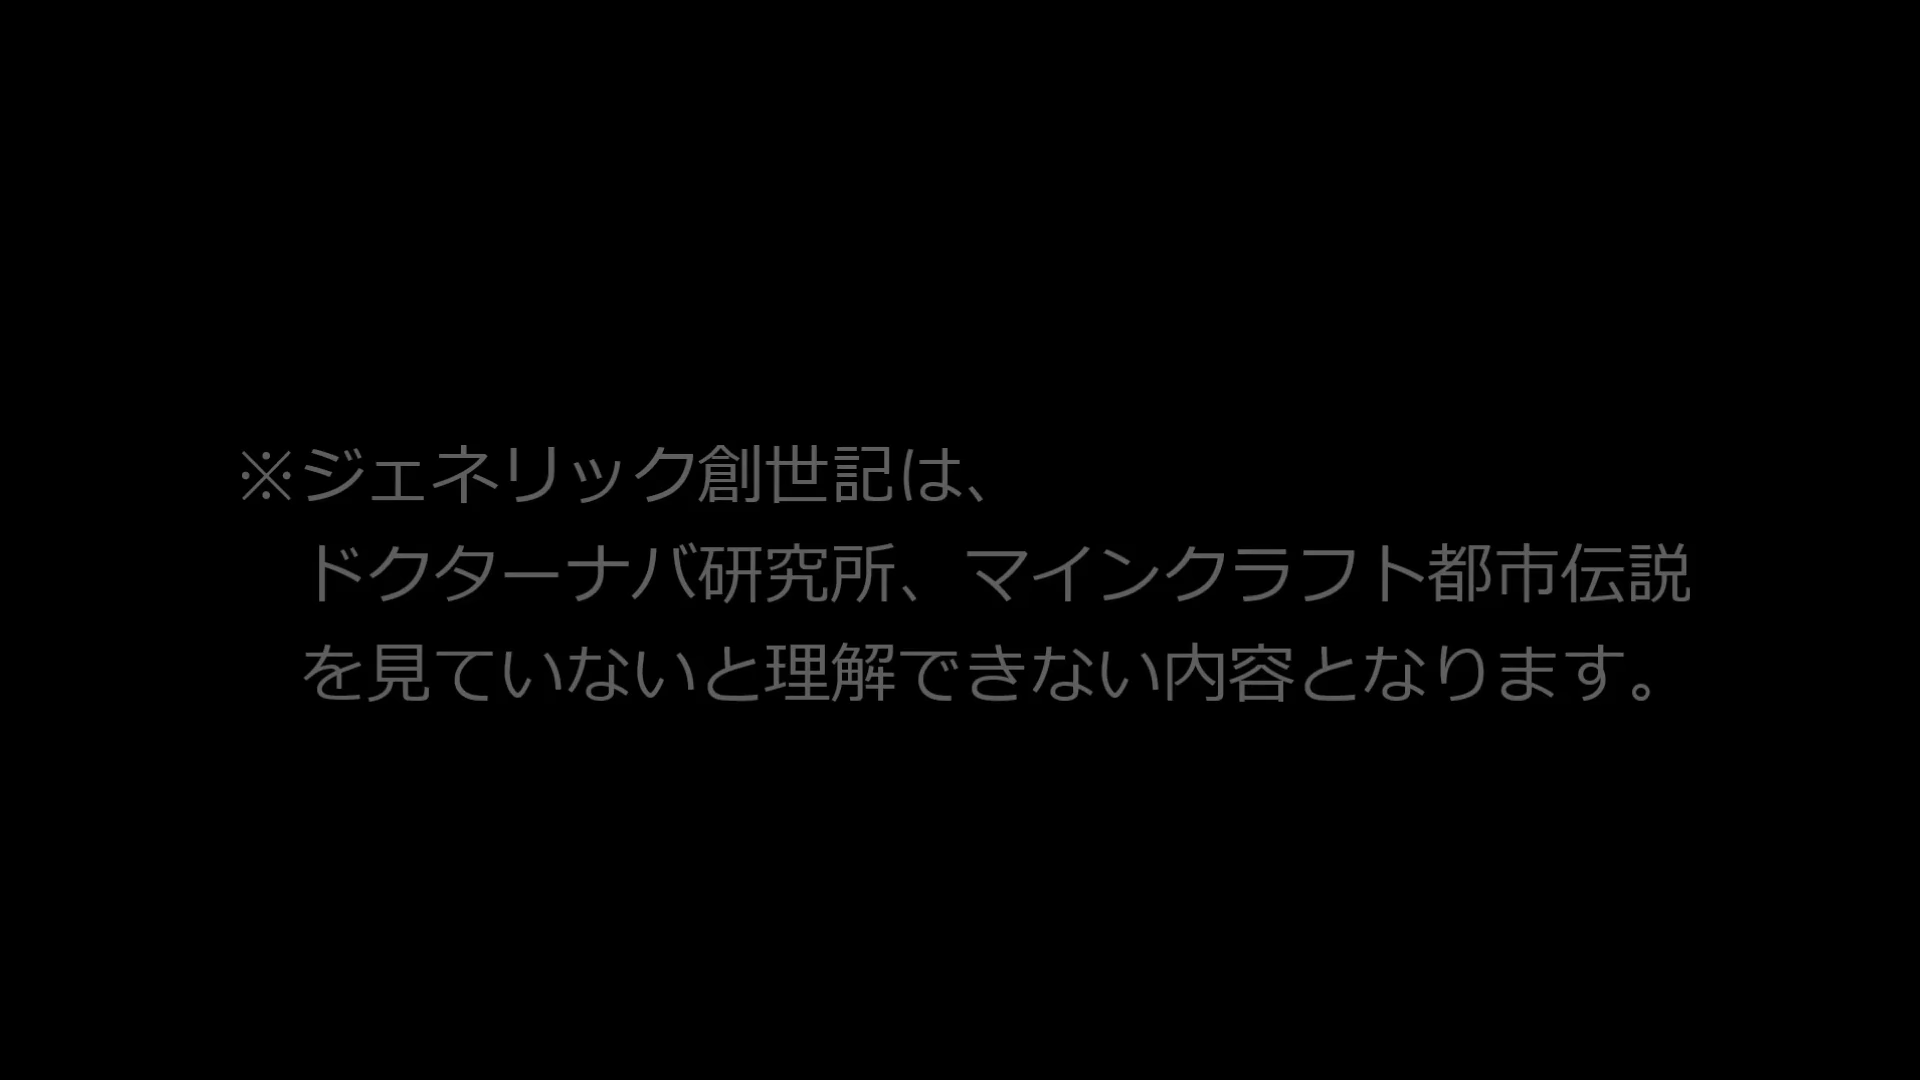 ※ジェネリック創世記は、
ドクターナバ研究所、マインクラフト都市伝説
を見ていないと理解できない内容となります。